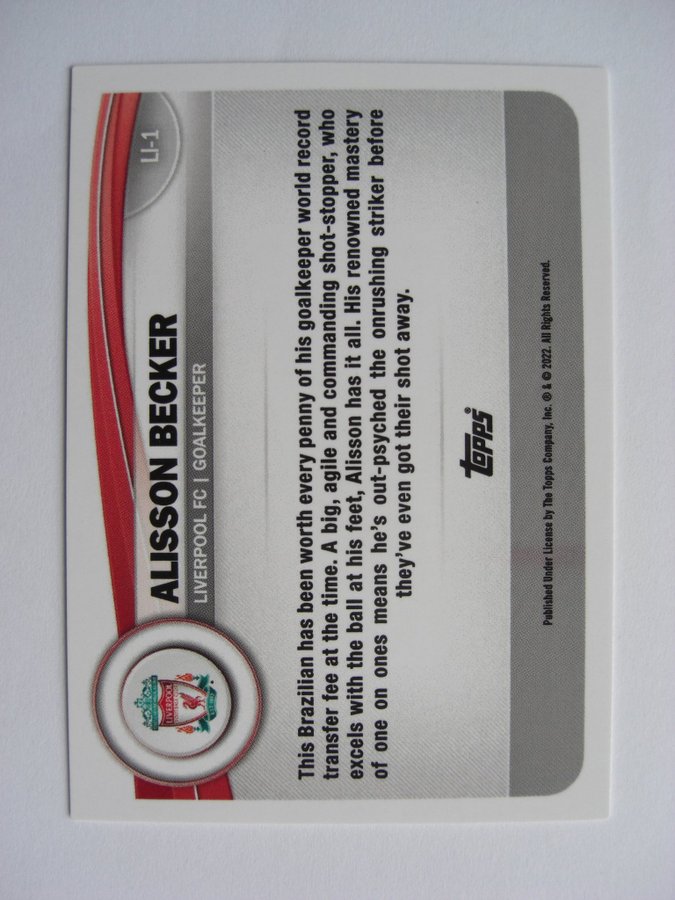 LI-1
ALISSON BECKER
LIVERPOOL FC | GOALKEEPER
LIVERPOOL
This Brazilian has been worth every penny of his goalkeeper world record
transfer fee at the time. A big, agile and commanding shot-stopper, who
excels with the ball at his feet, Alisson has it all. His renowned mastery
of one on ones means he's out-psyched the onrushing striker before
they've even got their shot away.
topps
Published Under License by The Topps Company, Inc. ® & © 2022. All Rights Reserved.